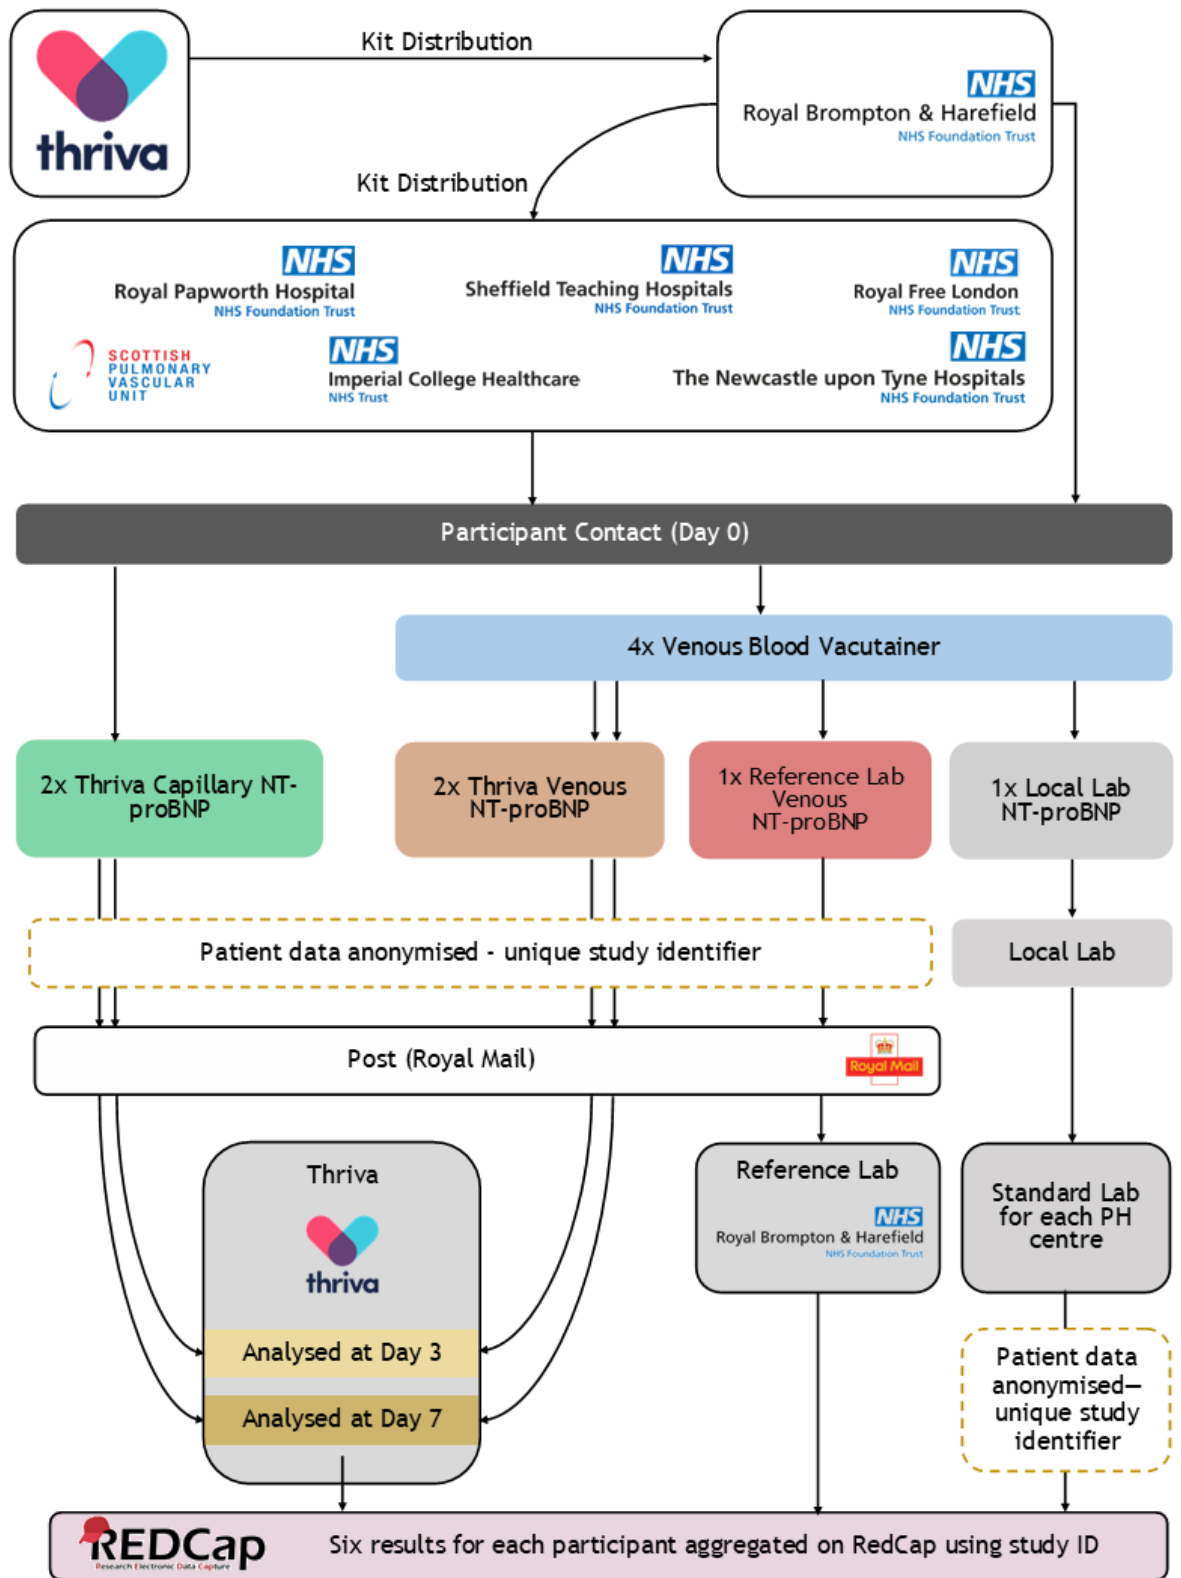 Kit Distribution
thriva
NHS
Royal Brompton & Harefield
NHS Foundation Trust
Kit Distribution
NHS
Royal Papworth Hospital
NHS Foundation Trust
NHS
Sheffield Teaching Hospitals
NHS Foundation Trust
NHS
Royal Free London
NHS Foundation Trust
SCOTTISH
PULMONARY
VASCULAR
UNIT
NHS
Imperial College Healthcare
NHS Trust
NHS
The Newcastle upon Tyne Hospitals
NHS Foundation Trust
Participant Contact (Day 0)
4x Venous Blood Vacutainer
2x Thriva Capillary NT-
proBNP
2x Thriva Venous
NT-proBNP
1x Reference Lab
Venous
NT-proBNP
1x Local Lab
NT-proBNP
Patient data anonymised - unique study identifier
Local Lab
Post (Royal Mail)
Royal Mail
Thriva
thriva
Analysed at Day 3
Analysed at Day 7
Reference Lab
NHS
Royal Brompton & Harefield
NHS Foundation Trust
Standard Lab
for each PH
centre
Patient data
anonymised—
unique study
identifier
REDCap
Research Electronic Data Capture
Six results for each participant aggregated on RedCap using study ID